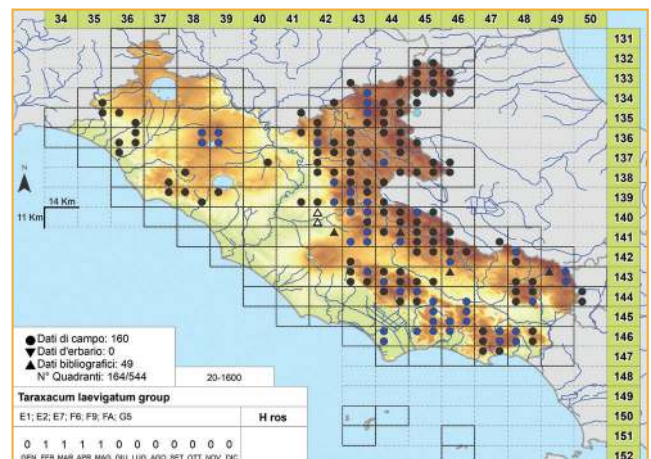 34 35 36 37 38 39 40 41 42 43 44 45 46 47 48 49 50
131
132
133
134
135
136
137
138
139
140
141
142
143
144
145
146
147
148
149
150
151
152
N
14 Km
11 Km
Dati di campo: 160
Dati d'erbario: 0
Dati bibliografici: 49
N° Quadranti: 164/544
20-1600
Taraxacum laevigatum group
E1; E2; E7; F6; F9; FA; G5
H ros
0 1 1 1 1 0 0 0 0 0 0 0
GEN FEB MAR APR MAG GIU LUG AGO SET OTT NOV DIC